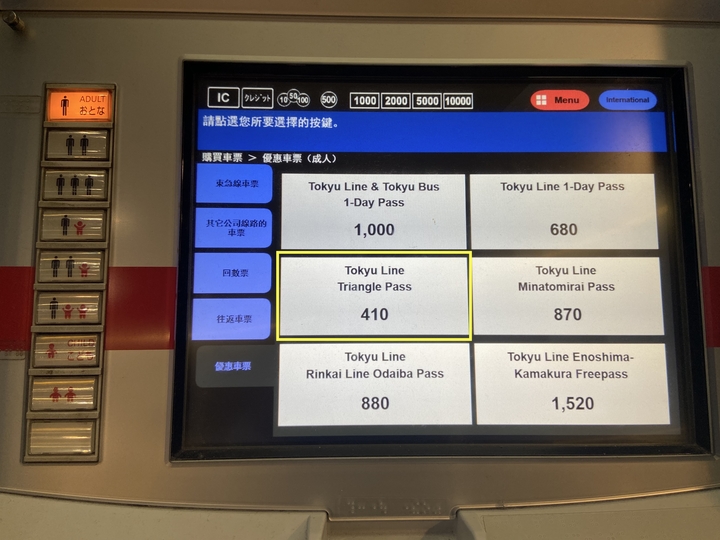 ADULT
おとな
IC クレジット 10 50 100 500 1000 2000 5000 10000 Menu International
請點選您所要選擇的按鍵。
購買車票 > 優惠車票（成人）
東急線車票
其它公司線路的
車票
回數票
往返車票
優惠車票
Tokyu Line & Tokyu Bus
1-Day Pass
1,000
Tokyu Line 1-Day Pass
680
Tokyu Line
Triangle Pass
410
Tokyu Line
Minatomirai Pass
870
Tokyu Line
Rinkai Line Odaiba Pass
880
Tokyu Line Enoshima-
Kamakura Freepass
1,520
CHILD
こども